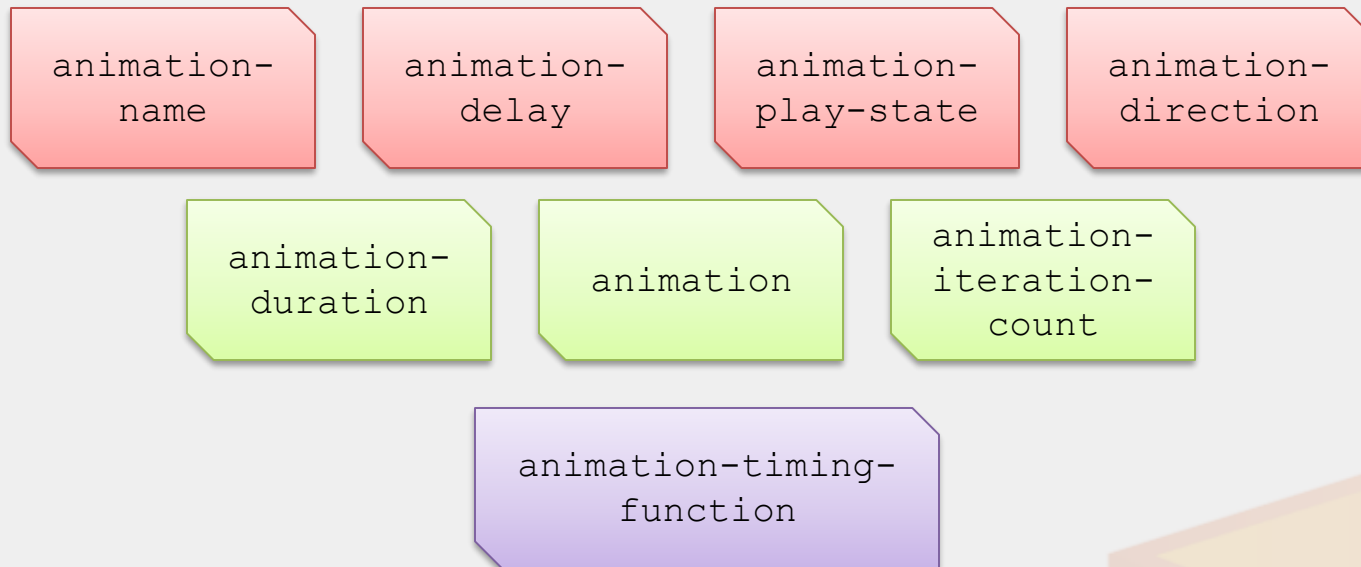 animation-
name
animation-
delay
animation-
play-state
animation-
direction
animation-
duration
animation
animation-
iteration-
count
animation-timing-
function